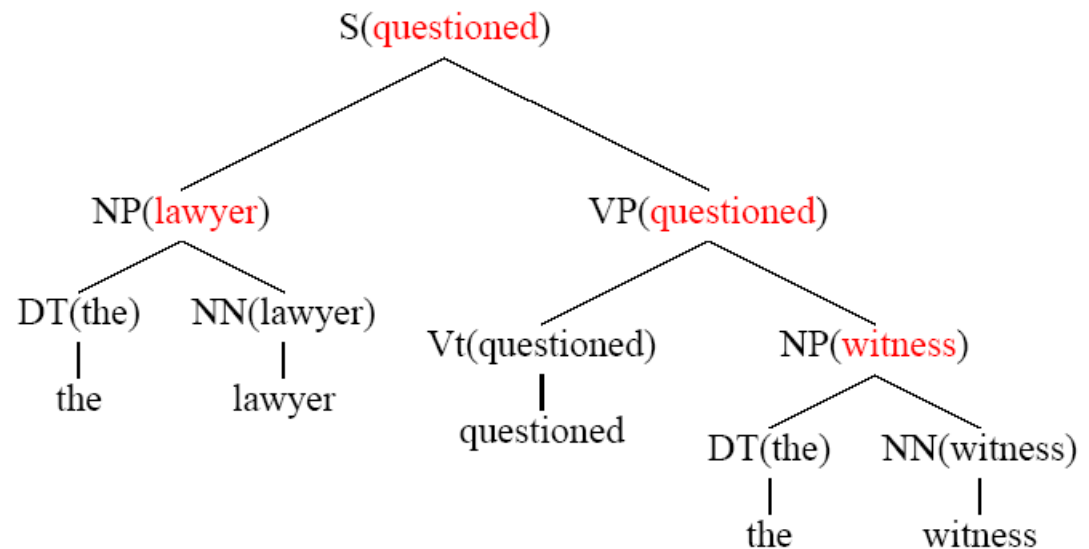 S(questioned)
NP(lawyer) VP(questioned)
DT(the) NN(lawyer)
Vt(questioned) NP(witness)
the lawyer
questioned
DT(the) NN(witness)
the witness